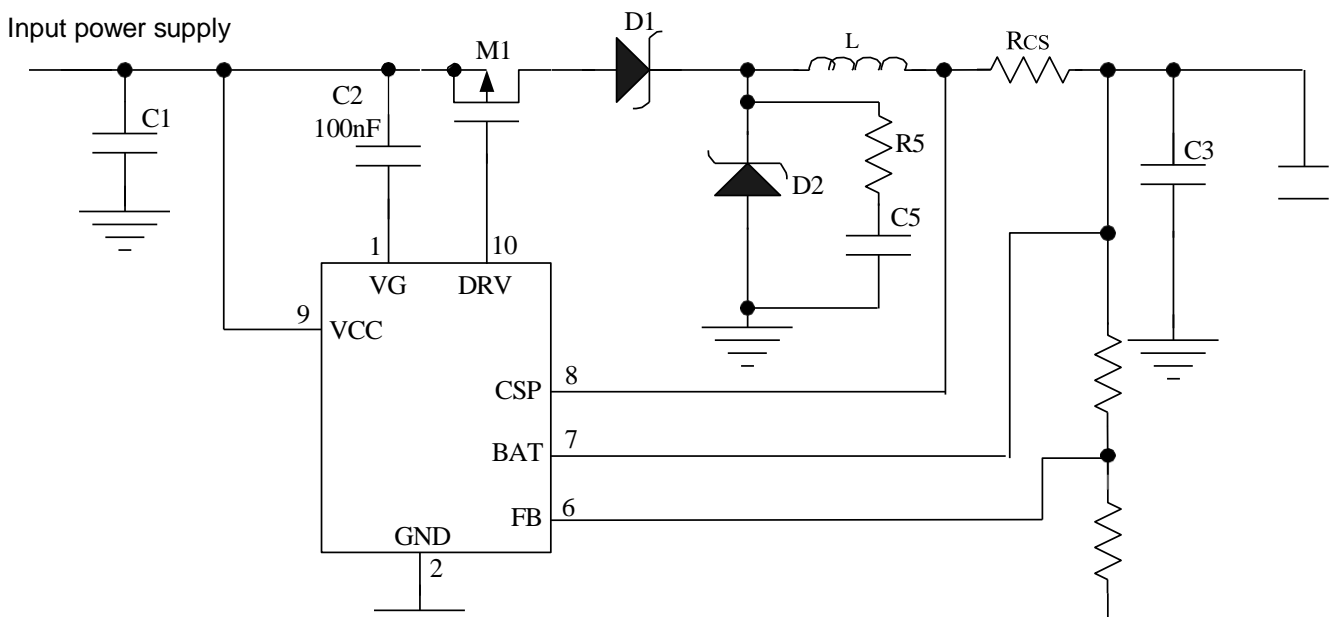 Input power supply
D1
L
RCS
M1
C2
100nF
C1
R5
C3
D2
C5
1
10
VG
DRV
9
VCC
8
CSP
7
BAT
6
FB
GND
2